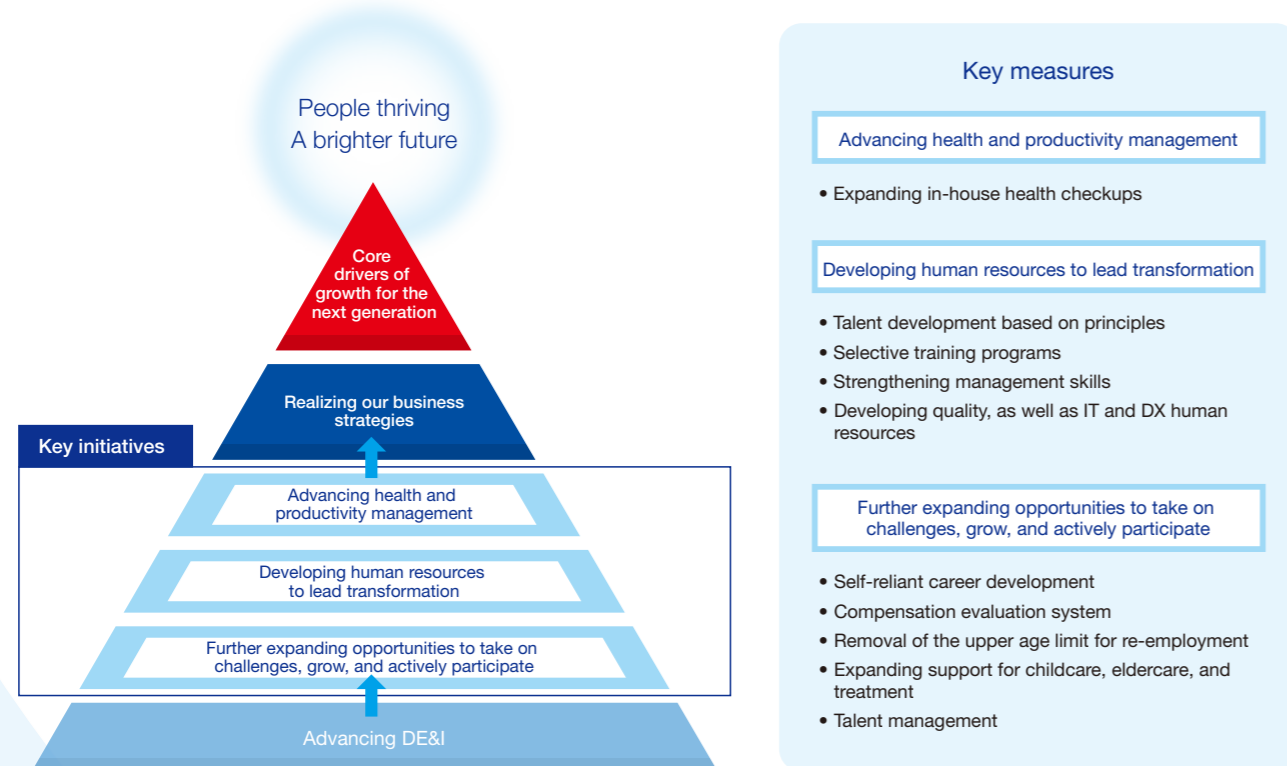 People thriving
A brighter future
Core
drivers of
growth for the
next generation
Realizing our business
strategies
Key initiatives
Advancing health and
productivity management
Developing human resources
to lead transformation
Further expanding opportunities to take on
challenges, grow, and actively participate
Advancing DE&I
Key measures
Advancing health and productivity management
• Expanding in-house health checkups
Developing human resources to lead transformation
• Talent development based on principles
• Selective training programs
• Strengthening management skills
• Developing quality, as well as IT and DX human
resources
Further expanding opportunities to take on
challenges, grow, and actively participate
• Self-reliant career development
• Compensation evaluation system
• Removal of the upper age limit for re-employment
• Expanding support for childcare, eldercare, and
treatment
• Talent management